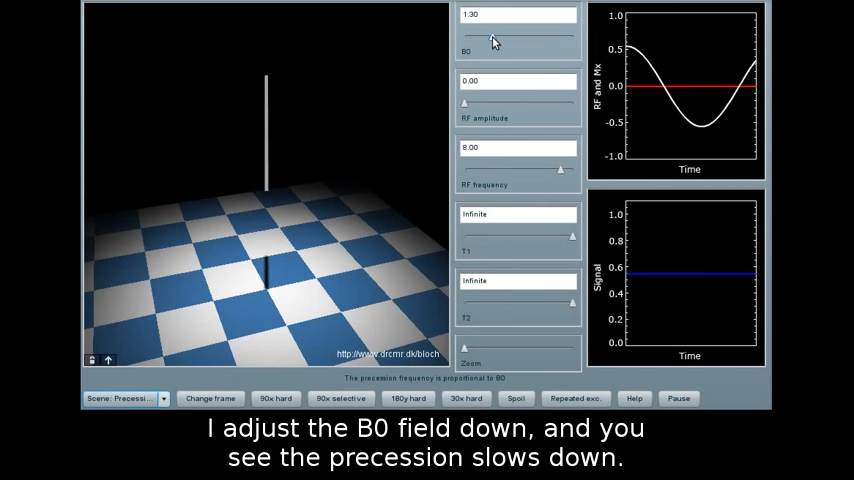 1.30
B0
0.00
RF amplitude
8.00
RF frequency
Infinite
T1
Infinite
T2
Zoom
http://www.drcmr.dk/bloch
1.0
0.5
0.0
-0.5
-1.0
RF and Mx
Time
1.0
0.8
0.6
0.4
0.2
0.0
Signal
Time
The precession frequency is proportional to B0
Scene: Precessi...
Change frame
90x hard
90x selective
180y hard
30x hard
Spoil
Repeated exc.
Help
Pause
I adjust the B0 field down, and you
see the precession slows down.